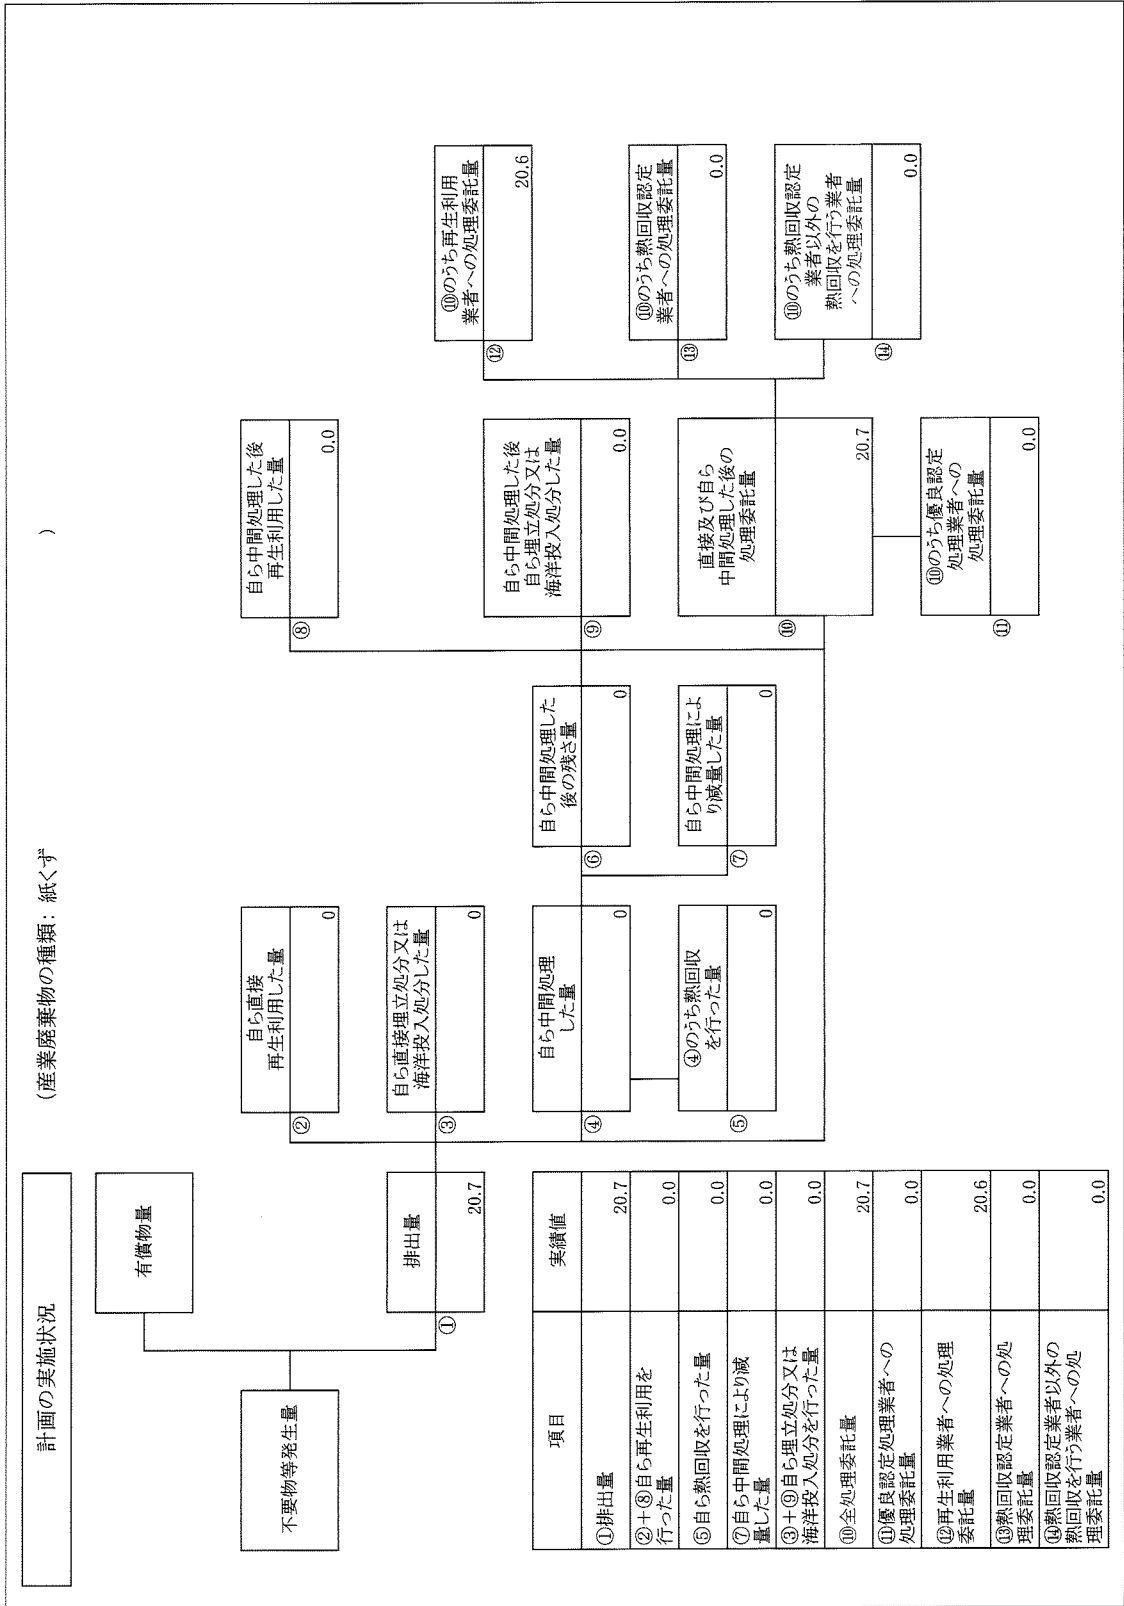 計画の実施状況
(産業廃棄物の種類: 紙くず
)
不要物等発生量
有償物量
排出量
①
20.7
自ら直接
再生利用した量
②
0
自ら直接埋立処分又は
海洋投入処分した量
③
0
自ら中間処理
した量
④
0
④のうち熱回収
を行った量
⑤
0
自ら中間処理した
後の残さ量
⑥
0
自ら中間処理によ
り減量した量
⑦
0
自ら中間処理した後
再生利用した量
⑧
0.0
自ら中間処理した後
自ら埋立処分又は
海洋投入処分した量
⑨
0.0
直接及び自ら
中間処理した後の
処理委託量
⑩
20.7
⑩のうち優良認定
処理業者への
処理委託量
⑪
0.0
⑩のうち再生利用
業者への処理委託量
⑫
20.6
⑩のうち熱回収認定
業者への処理委託量
⑬
0.0
⑩のうち熱回収認定
業者以外の
熱回収を行う業者
への処理委託量
⑭
0.0
項目
実績値
①排出量
20.7
②+⑧自ら再生利用を
行った量
0.0
⑤自ら熱回収を行った量
0.0
⑦自ら中間処理により減
量した量
0.0
③+⑨自ら埋立処分又は
海洋投入処分を行った量
0.0
⑩全処理委託量
20.7
⑪優良認定処理業者への
処理委託量
0.0
⑫再生利用業者への処理
委託量
20.6
⑬熱回収認定業者への処
理委託量
0.0
⑭熱回収認定業者以外の
熱回収を行う業者への処
理委託量
0.0